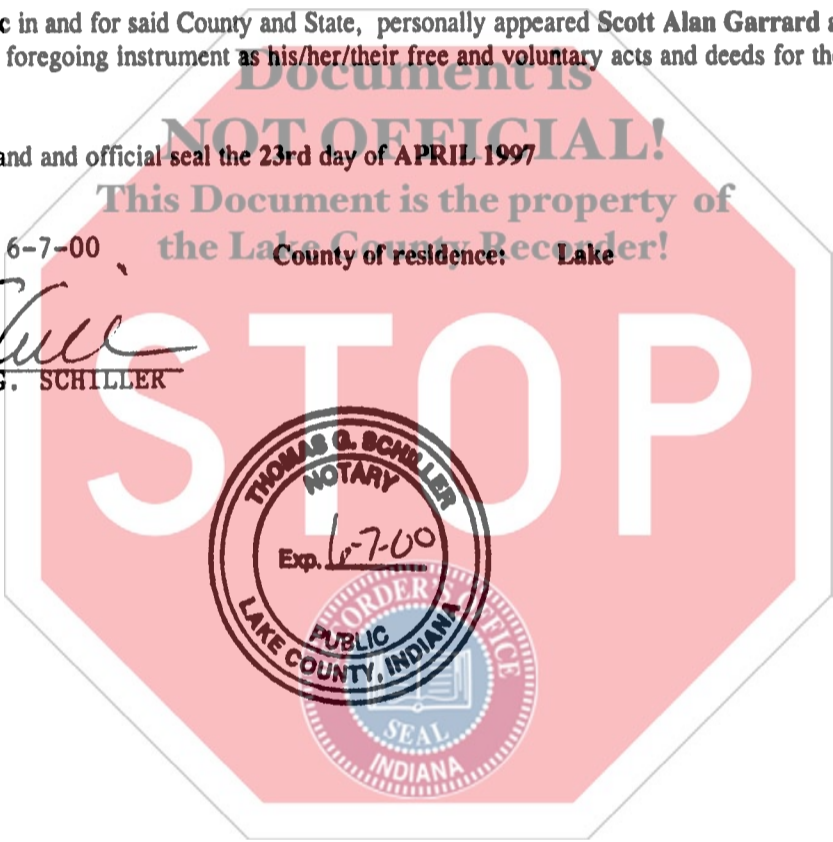 c in and for said County and State, personally appeared Scott Alan Garrard a
foregoing instrument as his/her/their free and voluntary acts and deeds for the
Document is
NOT OFFICIAL!
and and official seal the 23rd day of APRIL 1997
This Document is the property of
the Lake County Recorder!
6-7-00
County of residence: Lake
G. SCHILLER
STOP
THOMAS G. SCHILLER
NOTARY
Exp. 6-7-00
PUBLIC
LAKE COUNTY, INDIANA
RECORDER'S OFFICE
SEAL
INDIANA